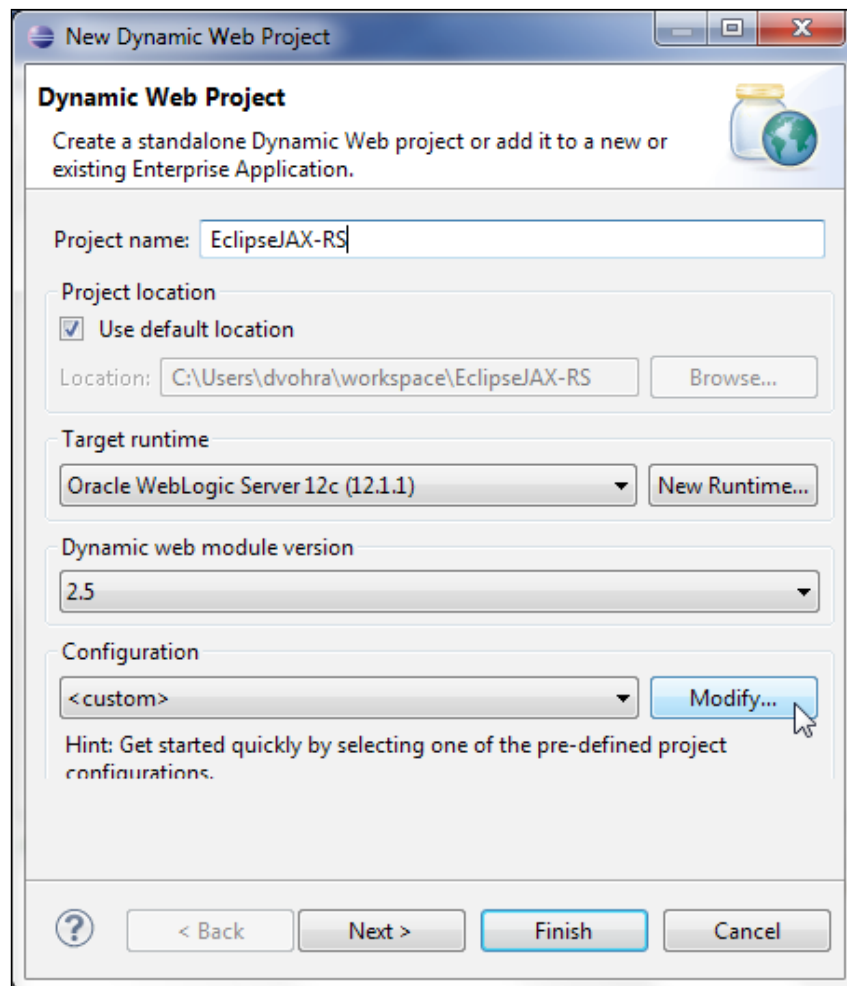 New Dynamic Web Project
Dynamic Web Project
Create a standalone Dynamic Web project or add it to a new or
existing Enterprise Application.
Project name: EclipseJAX-RS
Project location
Use default location
Location: C:\Users\dvohra\workspace\EclipseJAX-RS Browse...
Target runtime
Oracle WebLogic Server 12c (12.1.1) New Runtime...
Dynamic web module version
2.5
Configuration
<custom> Modify...
Hint: Get started quickly by selecting one of the pre-defined project
configurations.
? < Back Next > Finish Cancel